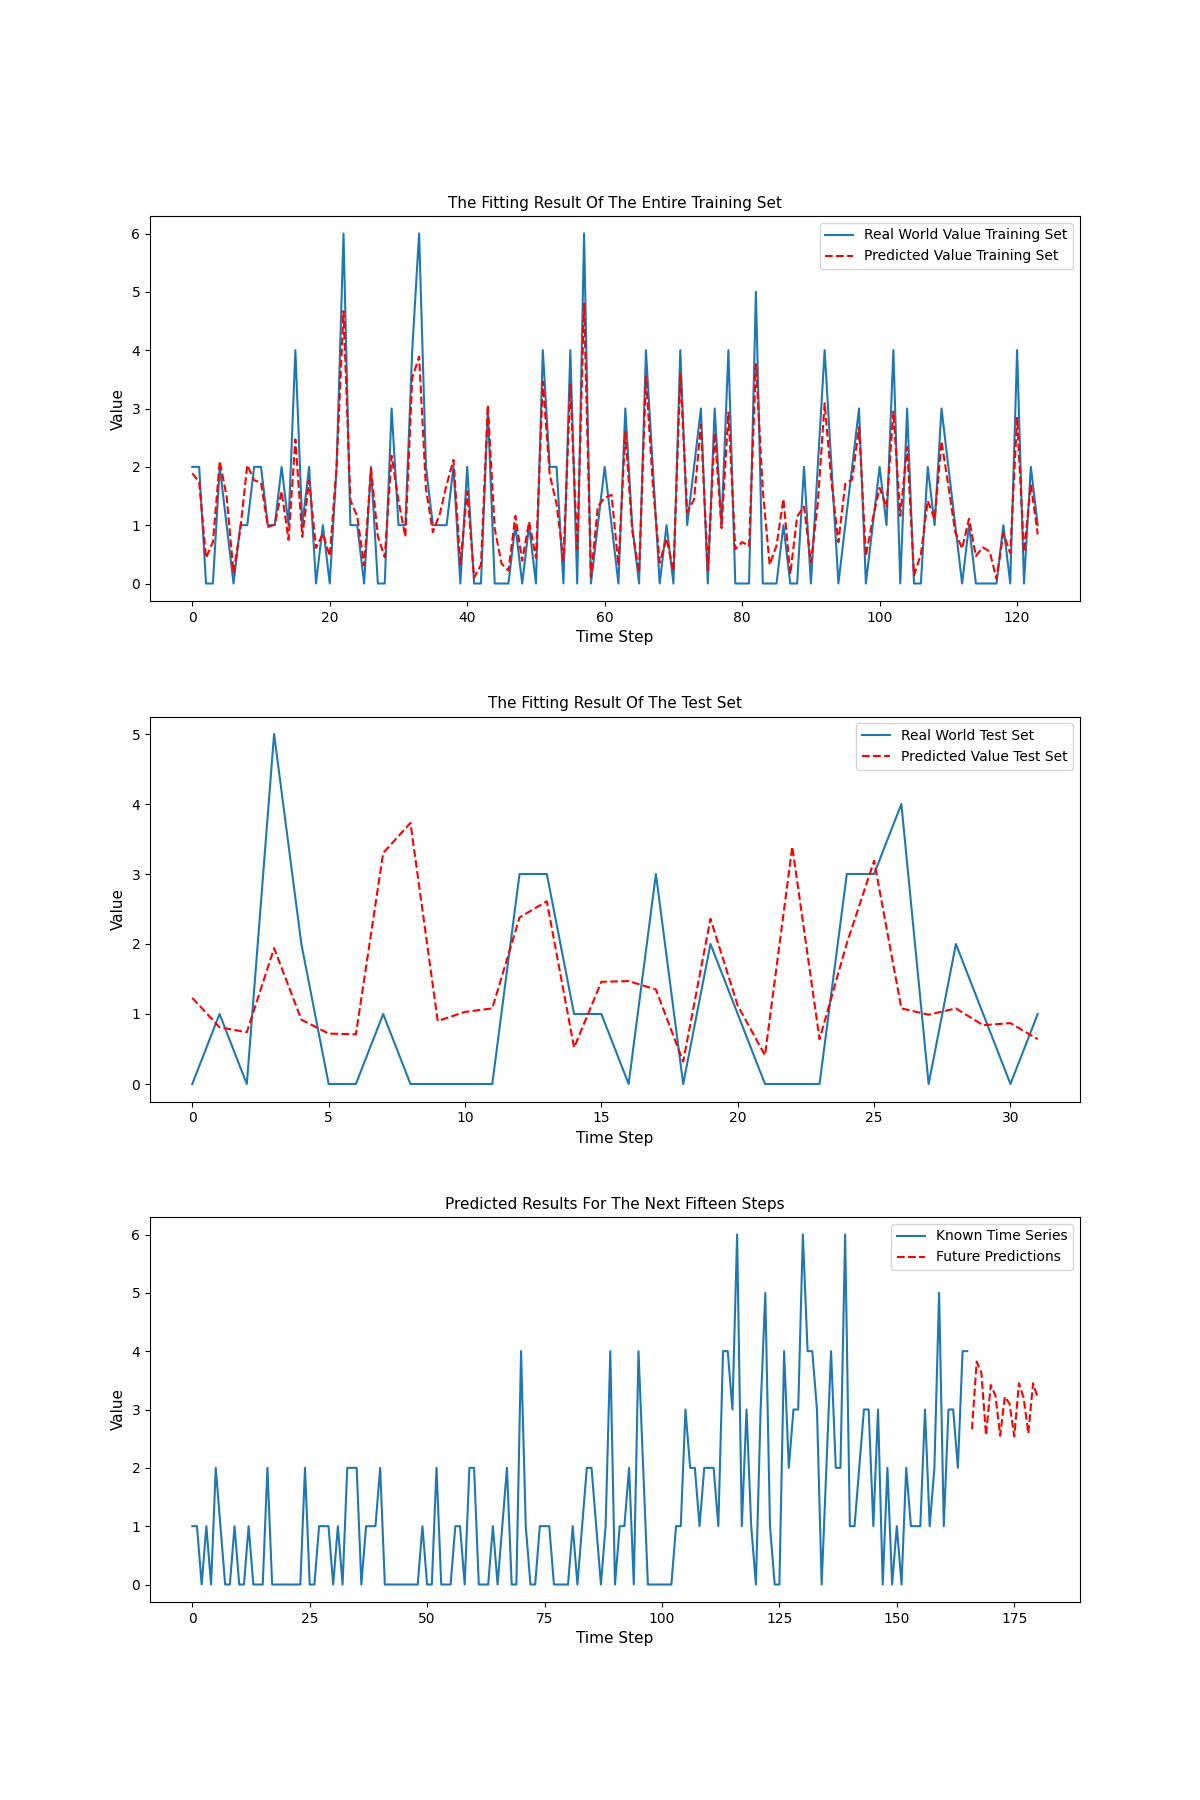 The Fitting Result Of The Entire Training Set
Real World Value Training Set
Predicted Value Training Set
Value
6
5
4
3
2
1
0
0 20 40 60 80 100 120
Time Step
The Fitting Result Of The Test Set
Real World Test Set
Predicted Value Test Set
Value
5
4
3
2
1
0
0 5 10 15 20 25 30
Time Step
Predicted Results For The Next Fifteen Steps
Known Time Series
Future Predictions
Value
6
5
4
3
2
1
0
0 25 50 75 100 125 150 175
Time Step